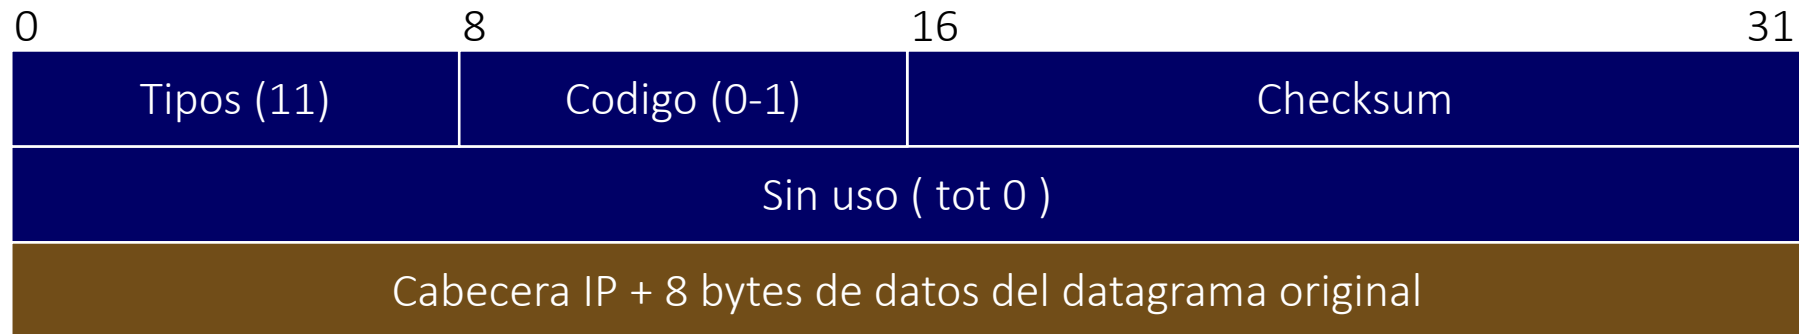 0 8 16 31
Tipos (11) Codigo (0-1) Checksum
Sin uso ( tot 0 )
Cabecera IP + 8 bytes de datos del datagrama original